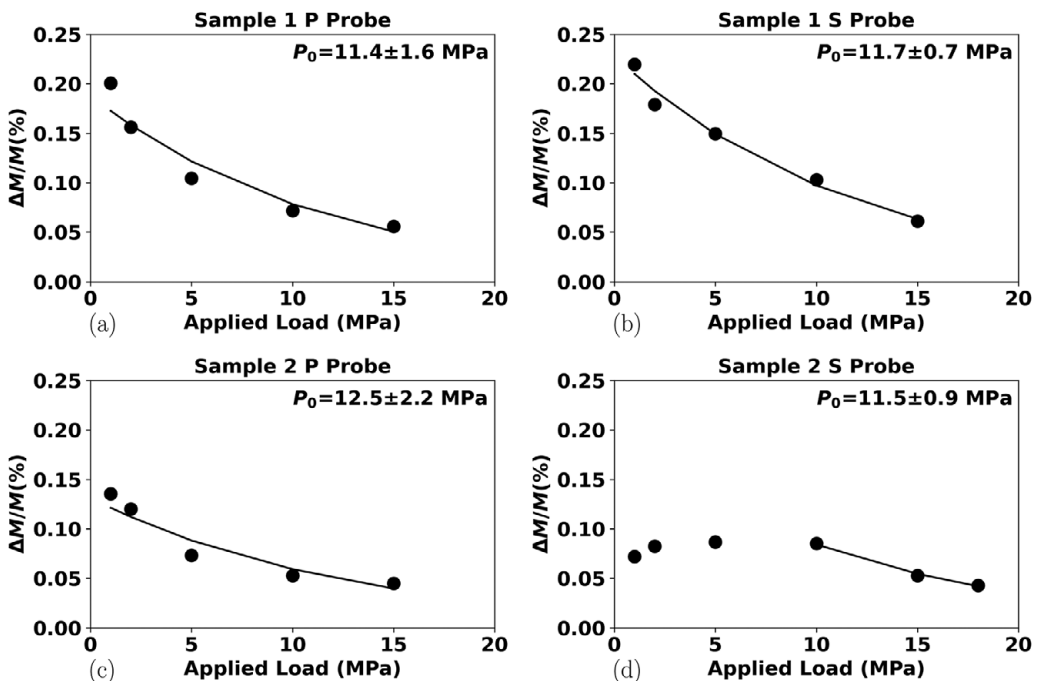 Sample 1 P Probe
P₀=11.4±1.6 MPa
ΔM/M(%)
0.25
0.20
0.15
0.10
0.05
0.00
0 5 10 15 20
Applied Load (MPa)
(a)
Sample 1 S Probe
P₀=11.7±0.7 MPa
ΔM/M(%)
0.25
0.20
0.15
0.10
0.05
0.00
0 5 10 15 20
Applied Load (MPa)
(b)
Sample 2 P Probe
P₀=12.5±2.2 MPa
ΔM/M(%)
0.25
0.20
0.15
0.10
0.05
0.00
0 5 10 15 20
Applied Load (MPa)
(c)
Sample 2 S Probe
P₀=11.5±0.9 MPa
ΔM/M(%)
0.25
0.20
0.15
0.10
0.05
0.00
0 5 10 15 20
Applied Load (MPa)
(d)